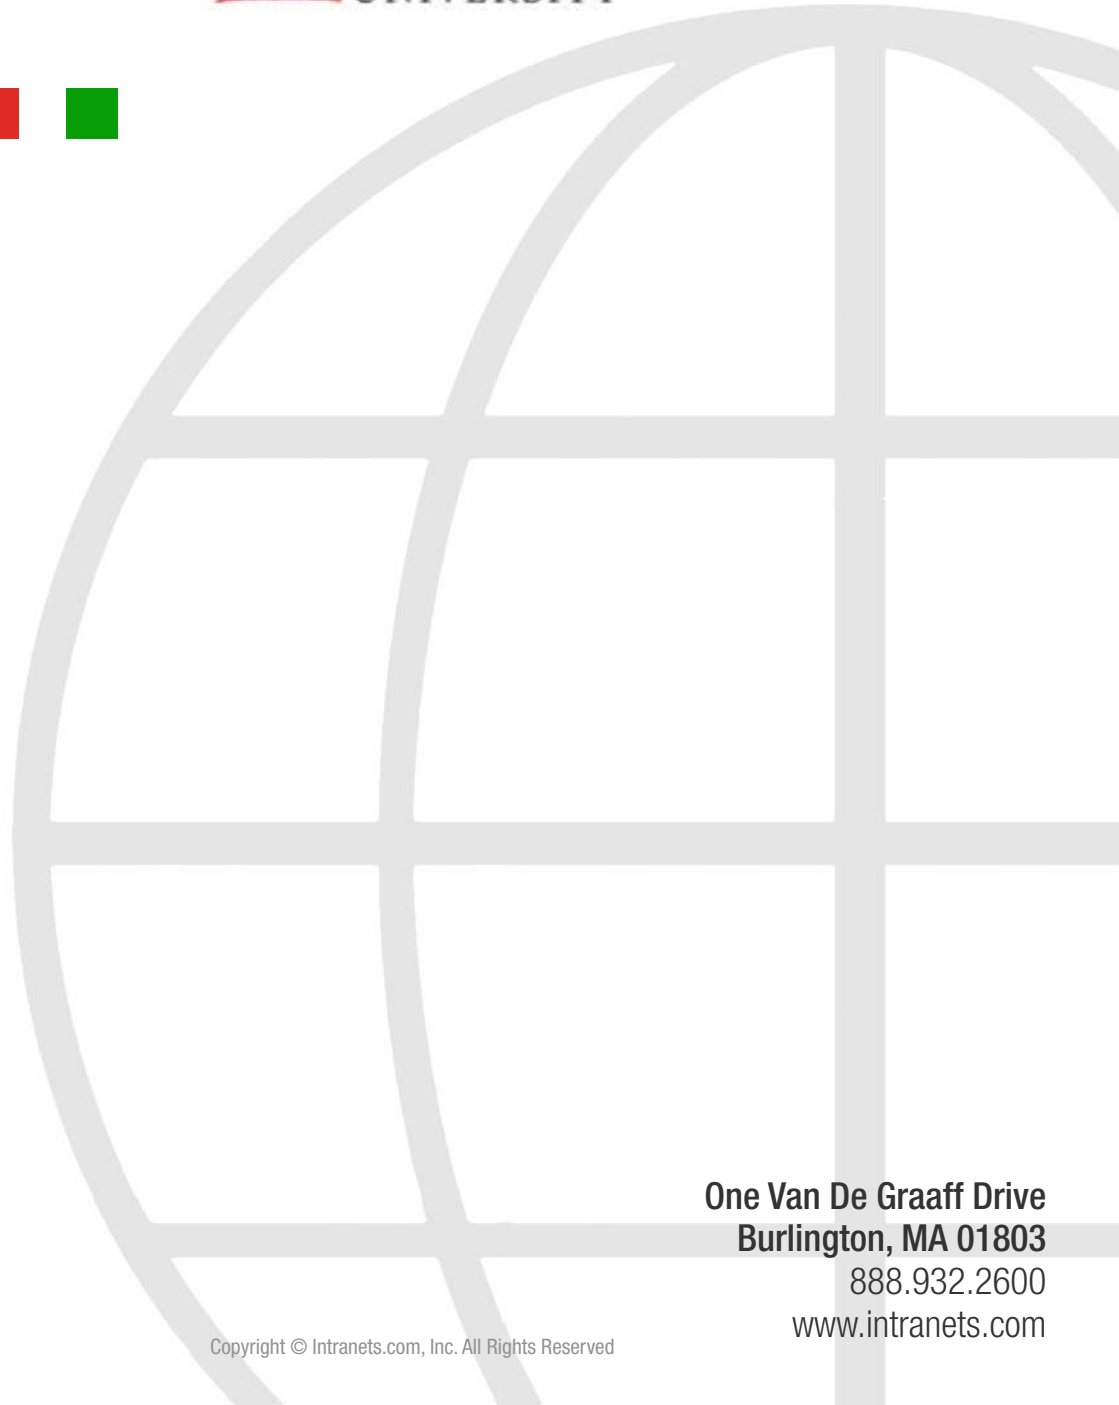 UNIVERSITY
One Van De Graaff Drive
Burlington, MA 01803
888.932.2600
www.intranets.com
Copyright © Intranets.com, Inc. All Rights Reserved